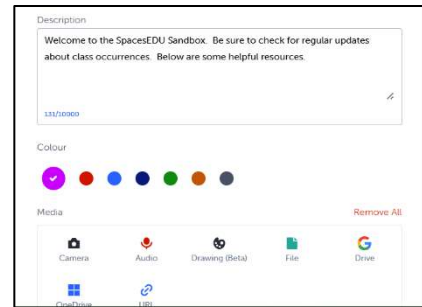 Description
Welcome to the SpacesEDU Sandbox.  Be sure to check for regular updates
about class occurrences.  Below are some helpful resources.
131/10000
Colour
Media Remove All
Camera Audio Drawing (Beta) File Drive
OneDrive URL